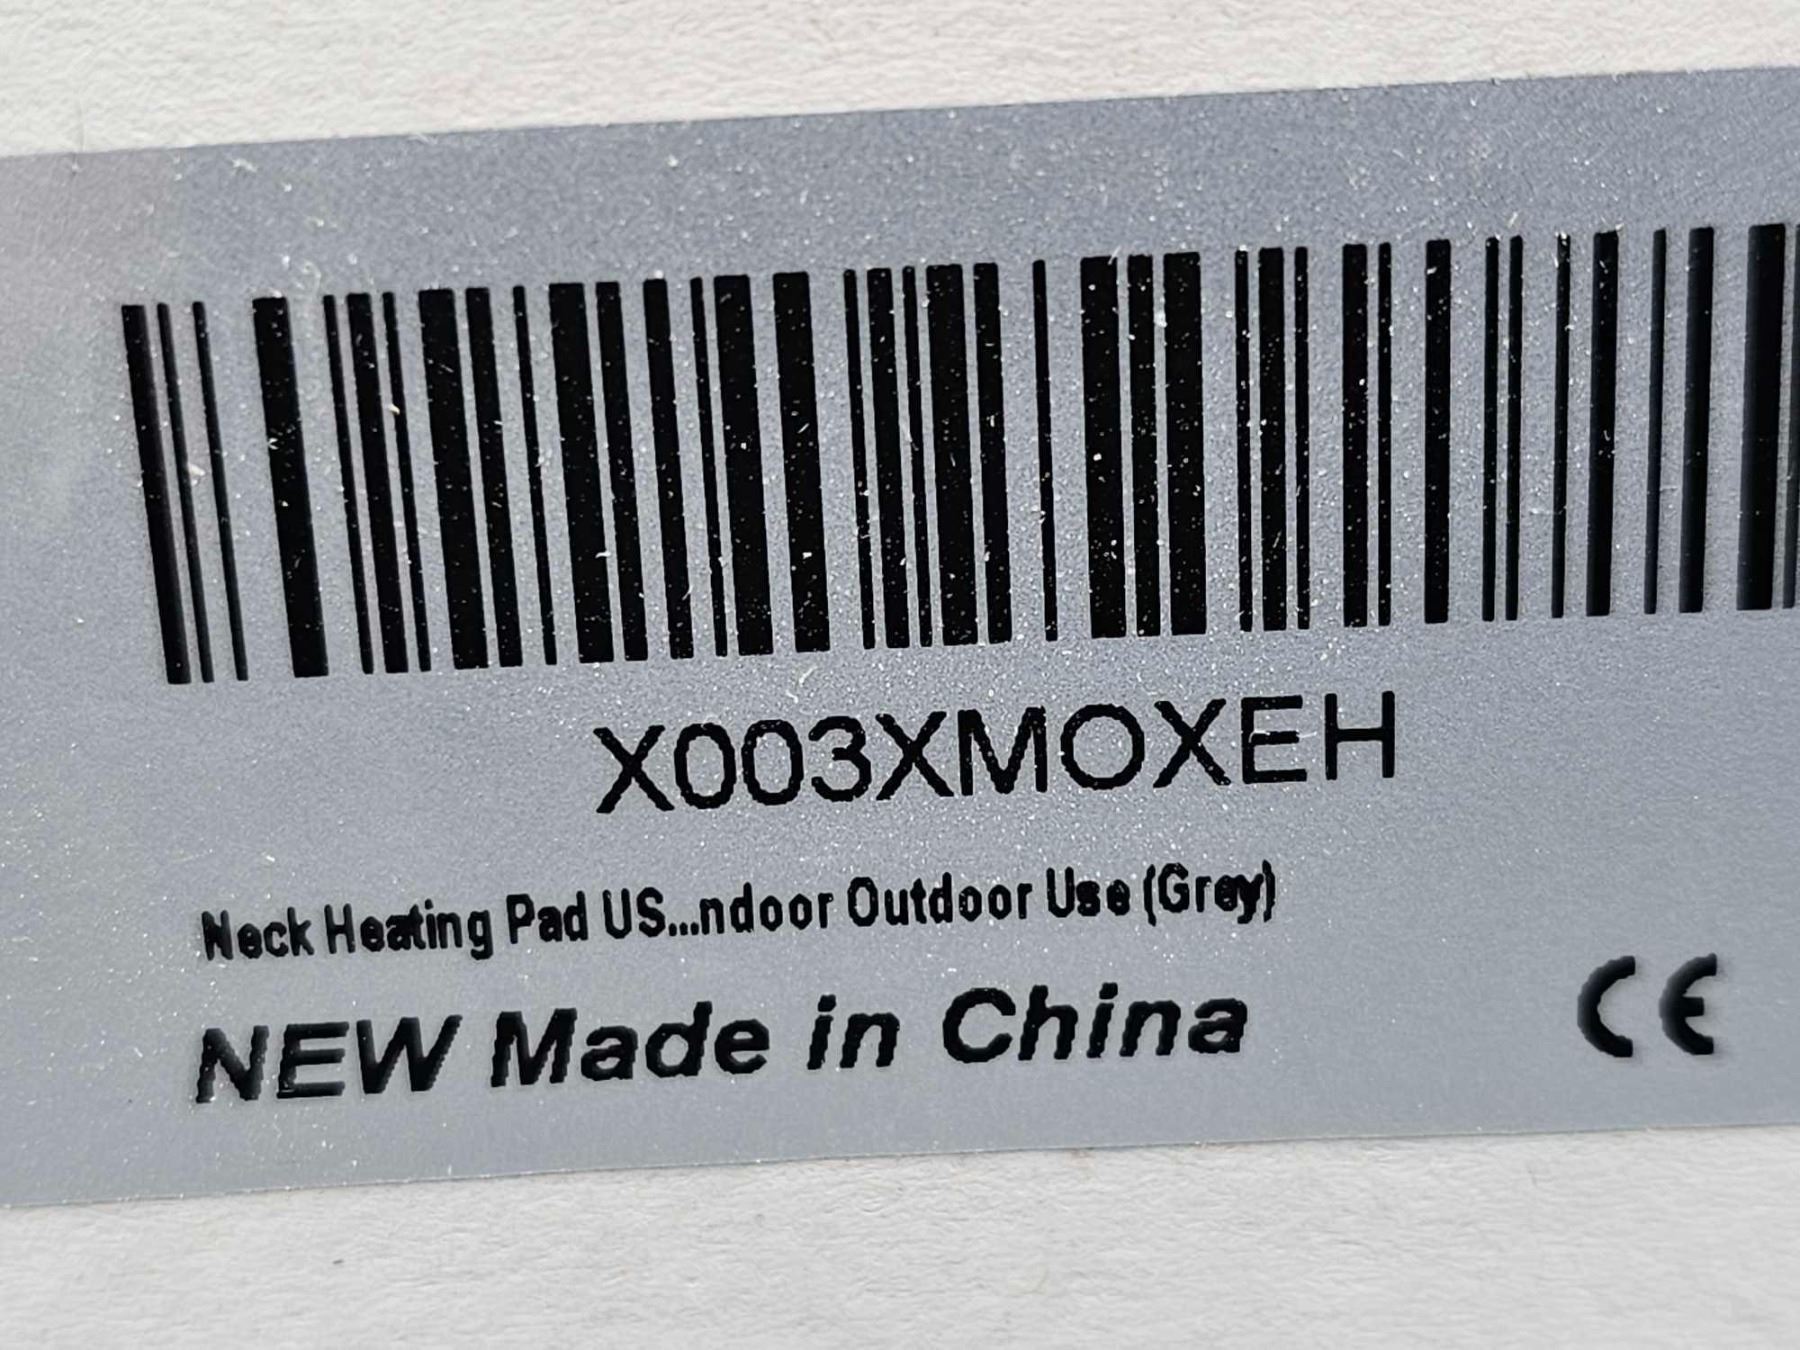 X003XMOXEH
Neck Heating Pad US...ndoor Outdoor Use (Grey)
NEW Made in China
CE